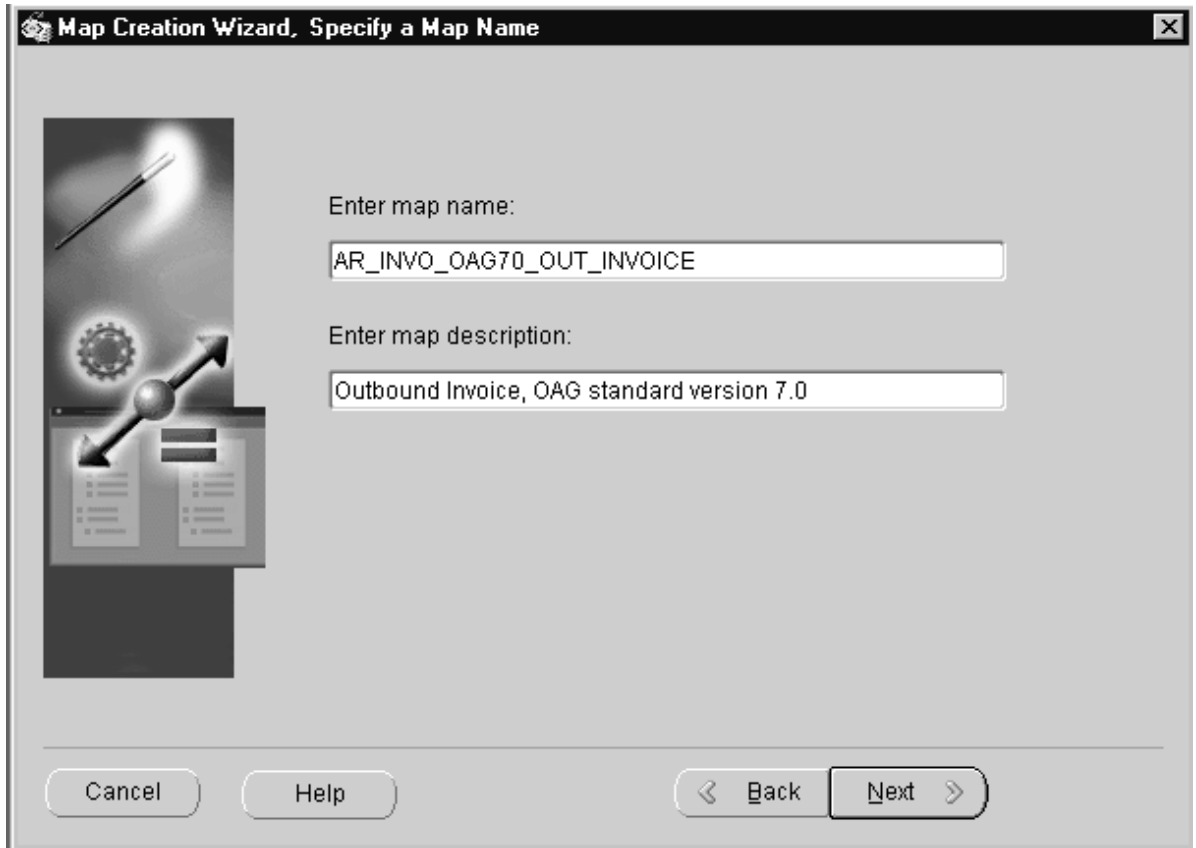 Map Creation Wizard, Specify a Map Name
Enter map name:
AR_INVO_OAG70_OUT_INVOICE
Enter map description:
Outbound Invoice, OAG standard version 7.0
Cancel
Help
Back
Next